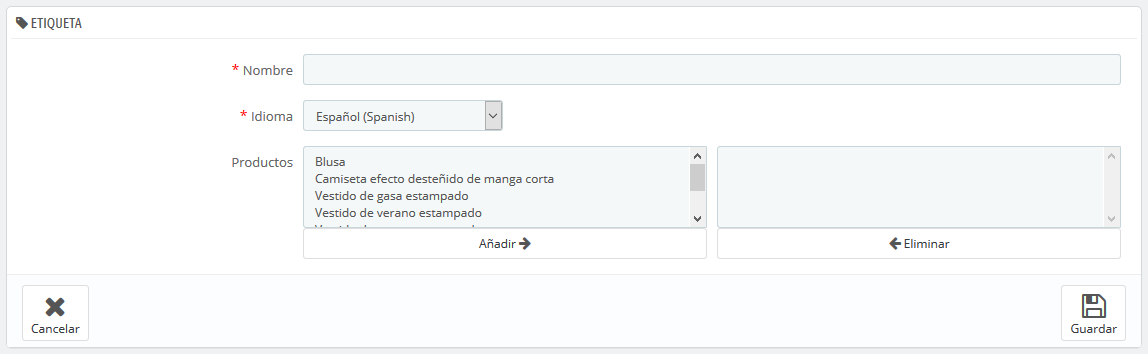 ETIQUETA
* Nombre
* Idioma
Español (Spanish)
Productos
Blusa
Camiseta efecto desteñido de manga corta
Vestido de gasa estampado
Vestido de verano estampado
Añadir
Eliminar
Cancelar
Guardar